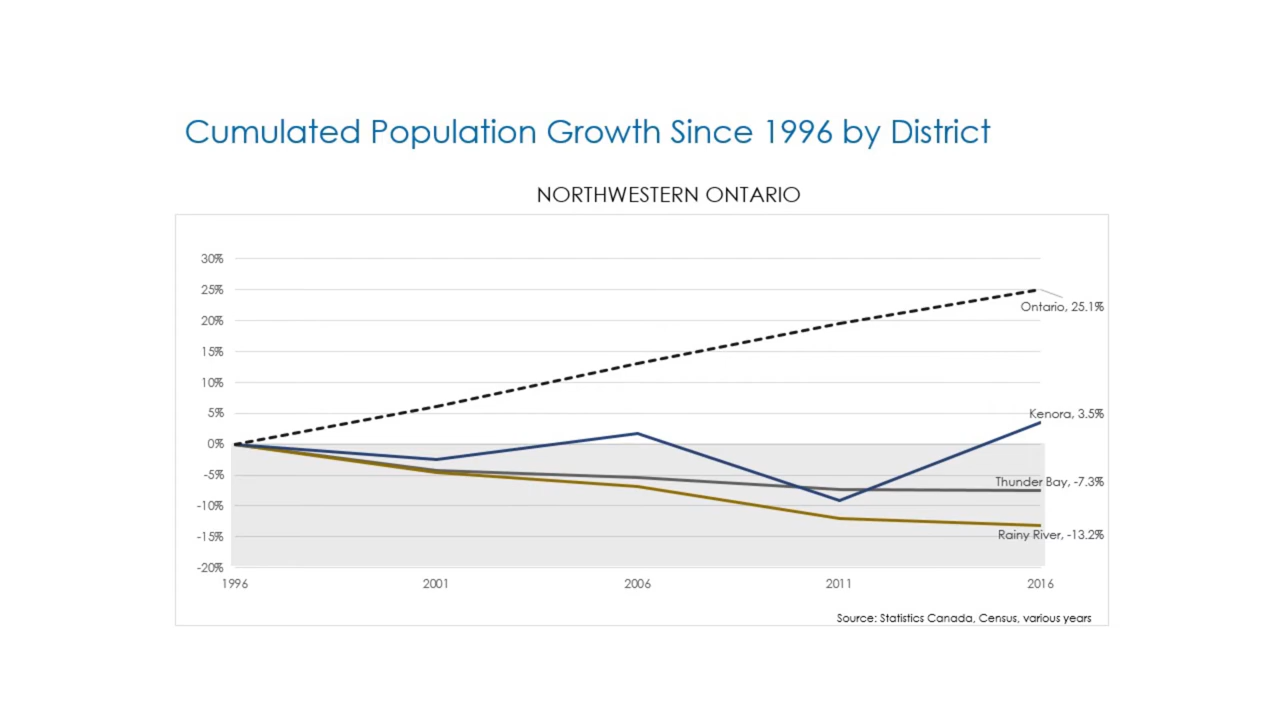 Cumulated Population Growth Since 1996 by District
NORTHWESTERN ONTARIO
30%
25%
Ontario, 25.1%
20%
15%
10%
5%
Kenora, 3.5%
0%
-5%
Thunder Bay, -7.3%
-10%
-15%
Rainy River, -13.2%
-20%
1996 2001 2006 2011 2016
Source: Statistics Canada, Census, various years